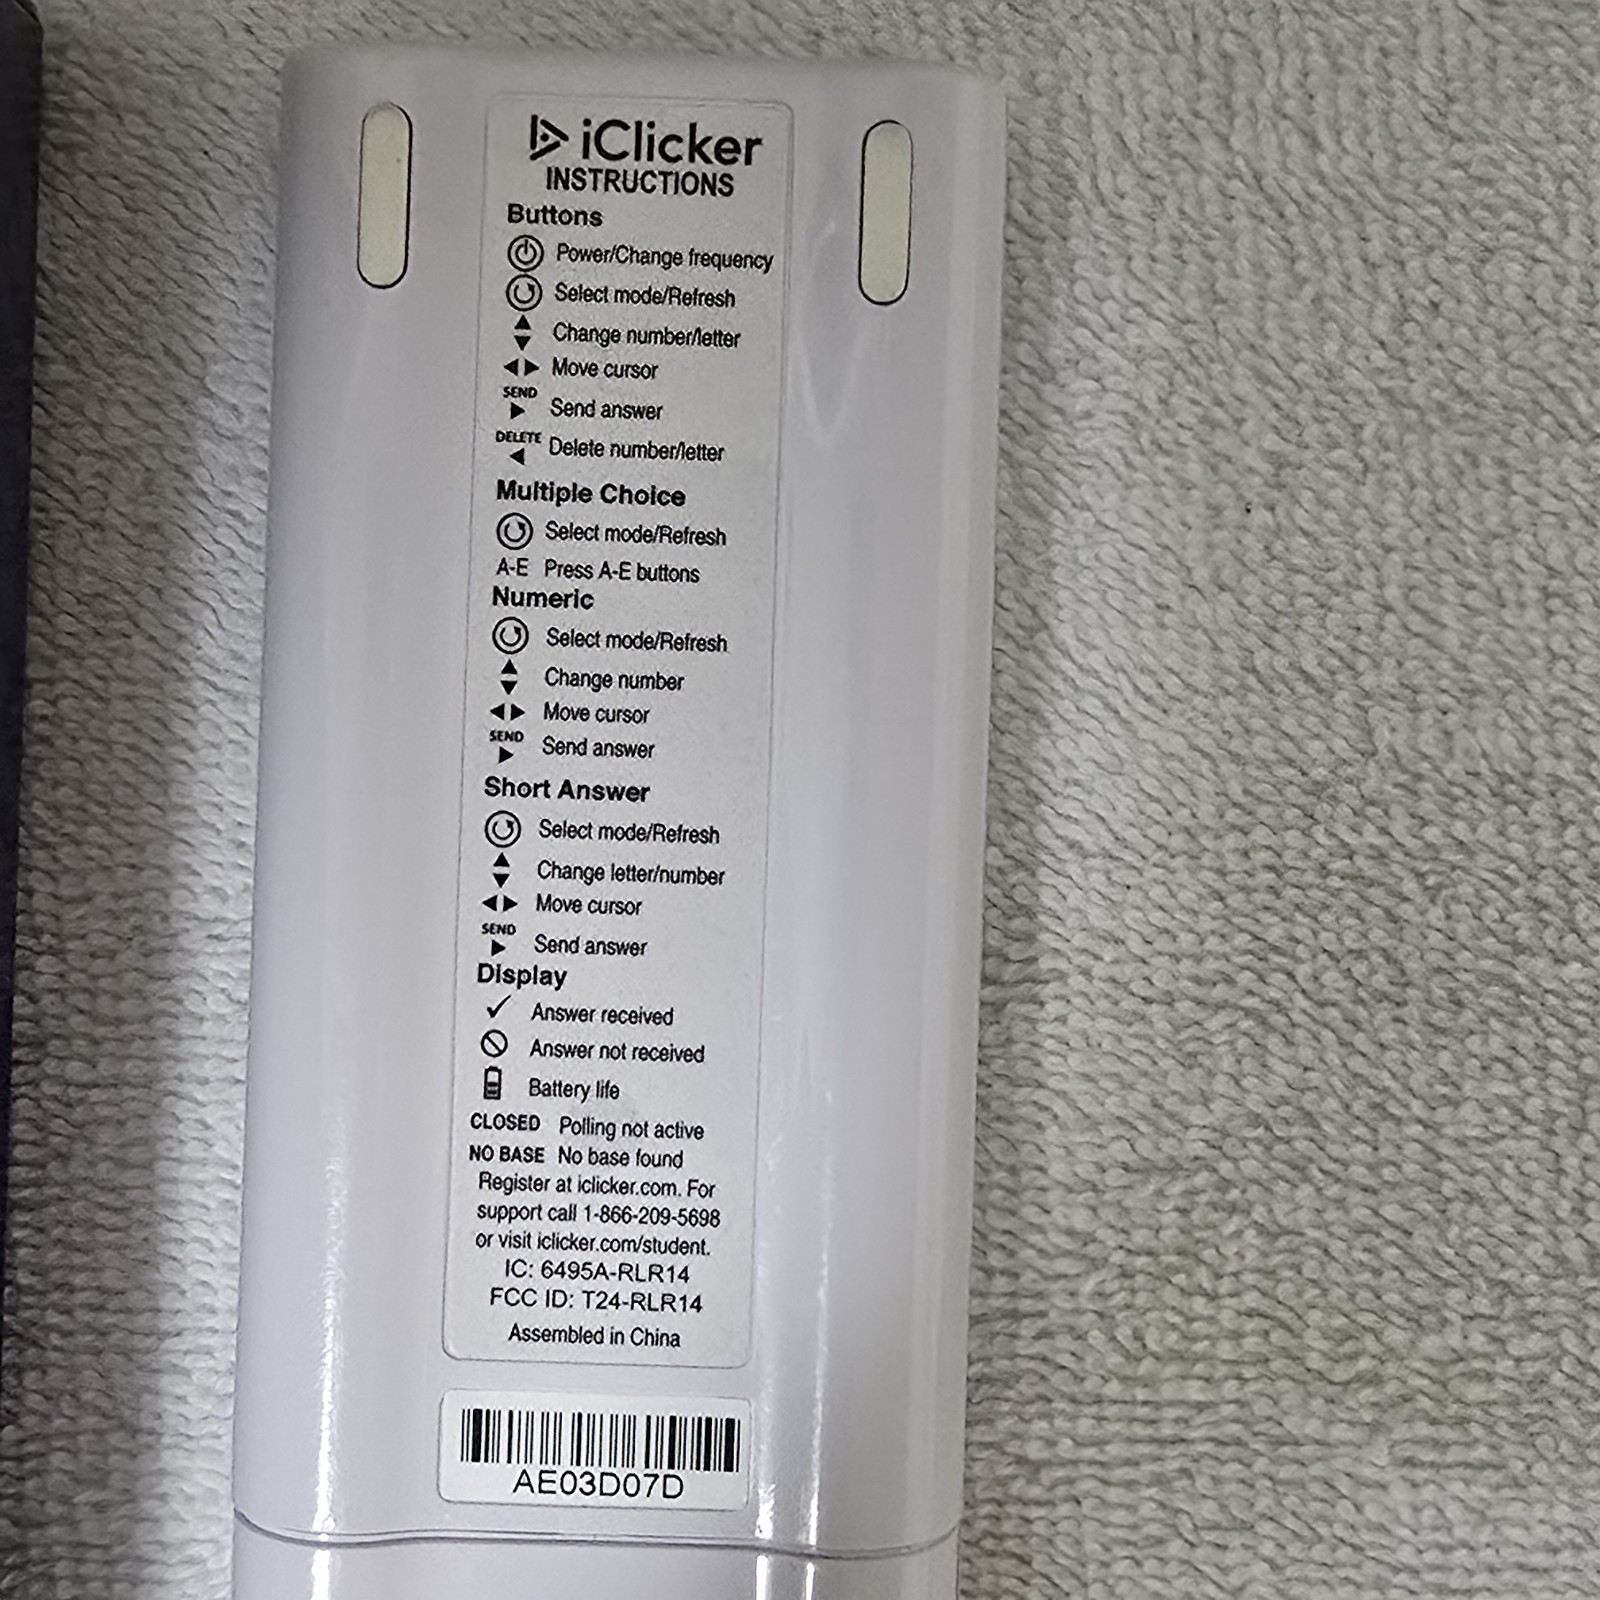 iClicker
INSTRUCTIONS
Buttons
Power/Change frequency
Select mode/Refresh
Change number/letter
Move cursor
SEND
Send answer
DELETE
Delete number/letter
Multiple Choice
Select mode/Refresh
A-E Press A-E buttons
Numeric
Select mode/Refresh
Change number
Move cursor
SEND
Send answer
Short Answer
Select mode/Refresh
Change letter/number
Move cursor
SEND
Send answer
Display
Answer received
Answer not received
Battery life
CLOSED Polling not active
NO BASE No base found
Register at iclicker.com. For
support call 1-866-209-5698
or visit iclicker.com/student.
IC: 6495A-RLR14
FCC ID: T24-RLR14
Assembled in China
AE03D07D